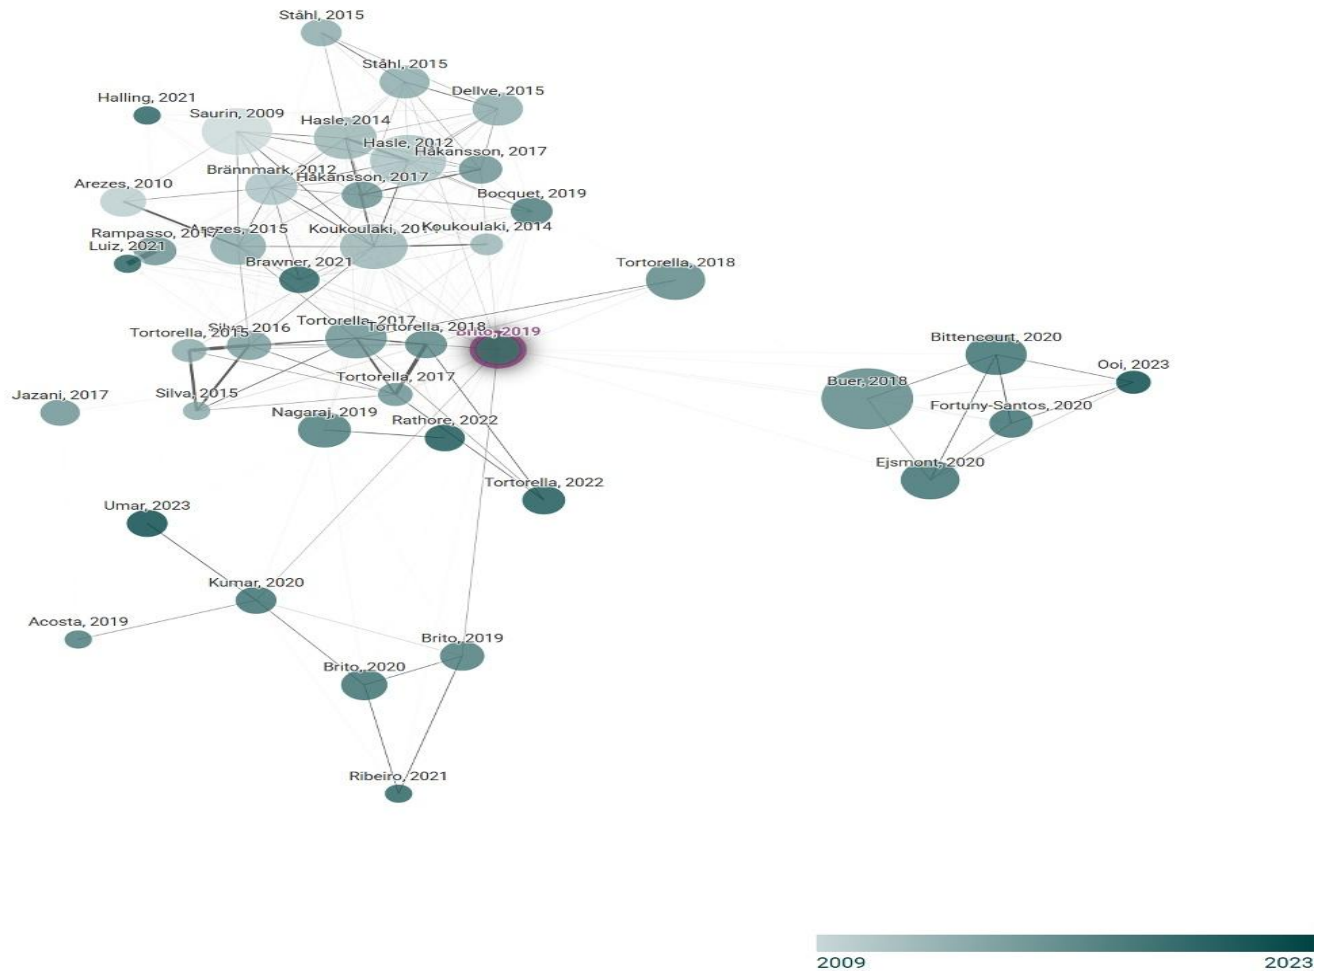 Ståhl, 2015
Ståhl, 2015
Dellve, 2015
Halling, 2021
Saurin, 2009
Hasle, 2014
Hasle, 2012
Håkansson, 2017
Brännmark, 2012
Håkansson, 2017
Arezes, 2010
Bocquet, 2019
Rampasso, 2017
Arezes, 2015
Koukoulaki, 2014
Koukoulaki, 2014
Luiz, 2021
Brawner, 2021
Tortorella, 2018
Tortorella, 2015
Silva, 2016
Tortorella, 2017
Tortorella, 2018
Brito, 2019
Bittencourt, 2020
Ooi, 2023
Tortorella, 2017
Buer, 2018
Jazani, 2017
Silva, 2015
Nagaraj, 2019
Rathore, 2022
Fortuny-Santos, 2020
Ejsmont, 2020
Tortorella, 2022
Umar, 2023
Kumar, 2020
Acosta, 2019
Brito, 2019
Brito, 2020
Ribeiro, 2021
2009
2023